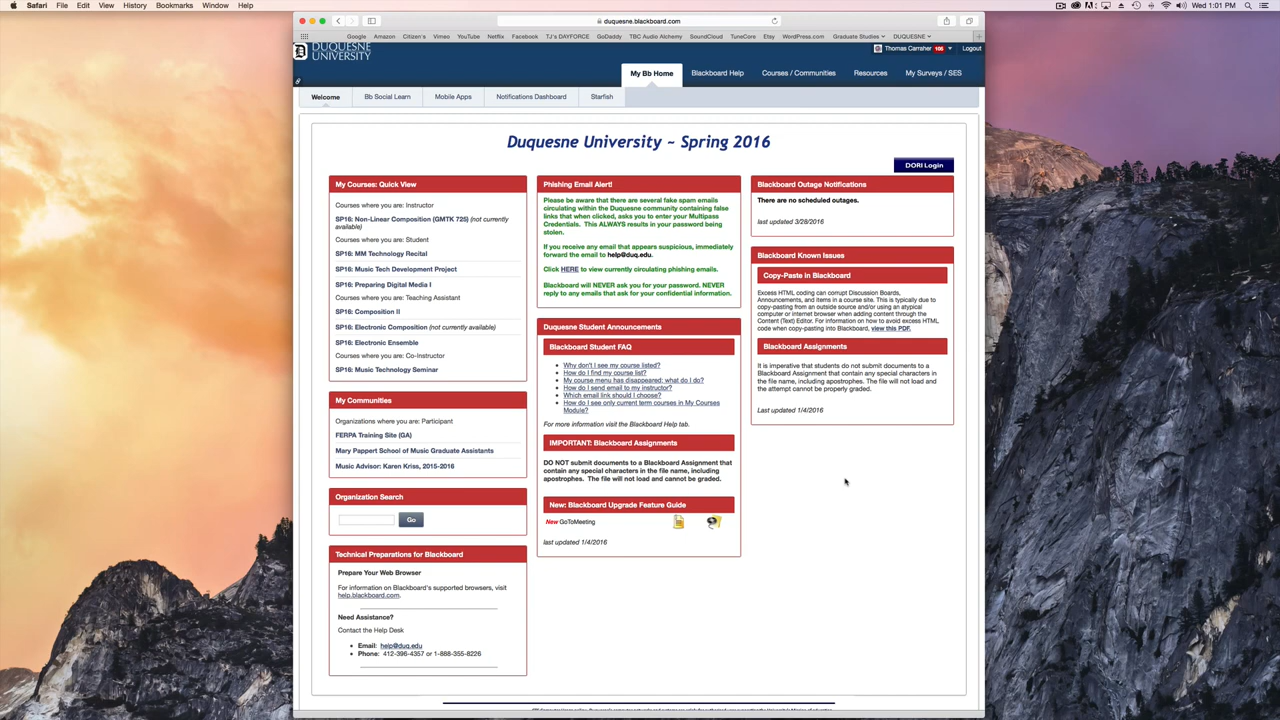 Safari File Edit View History Bookmarks Window Help
Wed 1:01 PM
duquesne.blackboard.com
Google Amazon Citizen's Vimeo YouTube Netflix Facebook TJ's DAYFORCE GoDaddy TBC Audio Alchemy SoundCloud TuneCore Etsy WordPress.com Graduate Studies DUQUESNE
DUQUESNE
UNIVERSITY
Thomas Carraher 106 Logout
My Bb Home Blackboard Help Courses / Communities Resources My Surveys / SES
Welcome Bb Social Learn Mobile Apps Notifications Dashboard Starfish
Duquesne University ~ Spring 2016
DORI Login
My Courses: Quick View
Courses where you are: Instructor
SP16: Non-Linear Composition (GMTK 725) (not currently
available)
Courses where you are: Student
SP16: MM Technology Recital
SP16: Music Tech Development Project
SP16: Preparing Digital Media I
Courses where you are: Teaching Assistant
SP16: Composition II
SP16: Electronic Composition (not currently available)
SP16: Electronic Ensemble
Courses where you are: Co-Instructor
SP16: Music Technology Seminar
My Communities
Organizations where you are: Participant
FERPA Training Site (GA)
Mary Pappert School of Music Graduate Assistants
Music Advisor: Karen Kriss, 2015-2016
Organization Search
Go
Technical Preparations for Blackboard
Prepare Your Web Browser
For information on Blackboard's supported browsers, visit
help.blackboard.com.
Need Assistance?
Contact the Help Desk
• Email: help@duq.edu
• Phone: 412-396-4357 or 1-888-355-8226
Phishing Email Alert!
Please be aware that there are several fake spam emails
circulating within the Duquesne community containing false
links that when clicked, asks you to enter your Multipass
Credentials. This ALWAYS results in your password being
stolen.
If you receive any email that appears suspicious, immediately
forward the email to help@duq.edu.
Click HERE to view currently circulating phishing emails.
Blackboard will NEVER ask you for your password. NEVER
reply to any emails that ask for your confidential information.
Duquesne Student Announcements
Blackboard Student FAQ
• Why don't I see my course listed?
• How do I find my course list?
• My course menu has disappeared; what do I do?
• How do I send email to my instructor?
• Which email link should I choose?
• How do I see only current term courses in My Courses
Module?
For more information visit the Blackboard Help tab.
IMPORTANT: Blackboard Assignments
DO NOT submit documents to a Blackboard Assignment that
contain any special characters in the file name, including
apostrophes. The file will not load and cannot be graded.
New: Blackboard Upgrade Feature Guide
New GoToMeeting
last updated 1/4/2016
Blackboard Outage Notifications
There are no scheduled outages.
last updated 3/28/2016
Blackboard Known Issues
Copy-Paste in Blackboard
Excess HTML coding can corrupt Discussion Boards,
Announcements, and items in a course site. This is typically due to
copy-pasting from an outside source and/or using an atypical
computer or internet browser when adding content through the
Content (Text) Editor. For information on how to avoid excess HTML
code when copy-pasting into Blackboard, view this PDF.
Blackboard Assignments
It is imperative that students do not submit documents to a
Blackboard Assignment that contain any special characters in
the file name, including apostrophes. The file will not load and
the attempt cannot be properly graded.
Last updated 1/4/2016